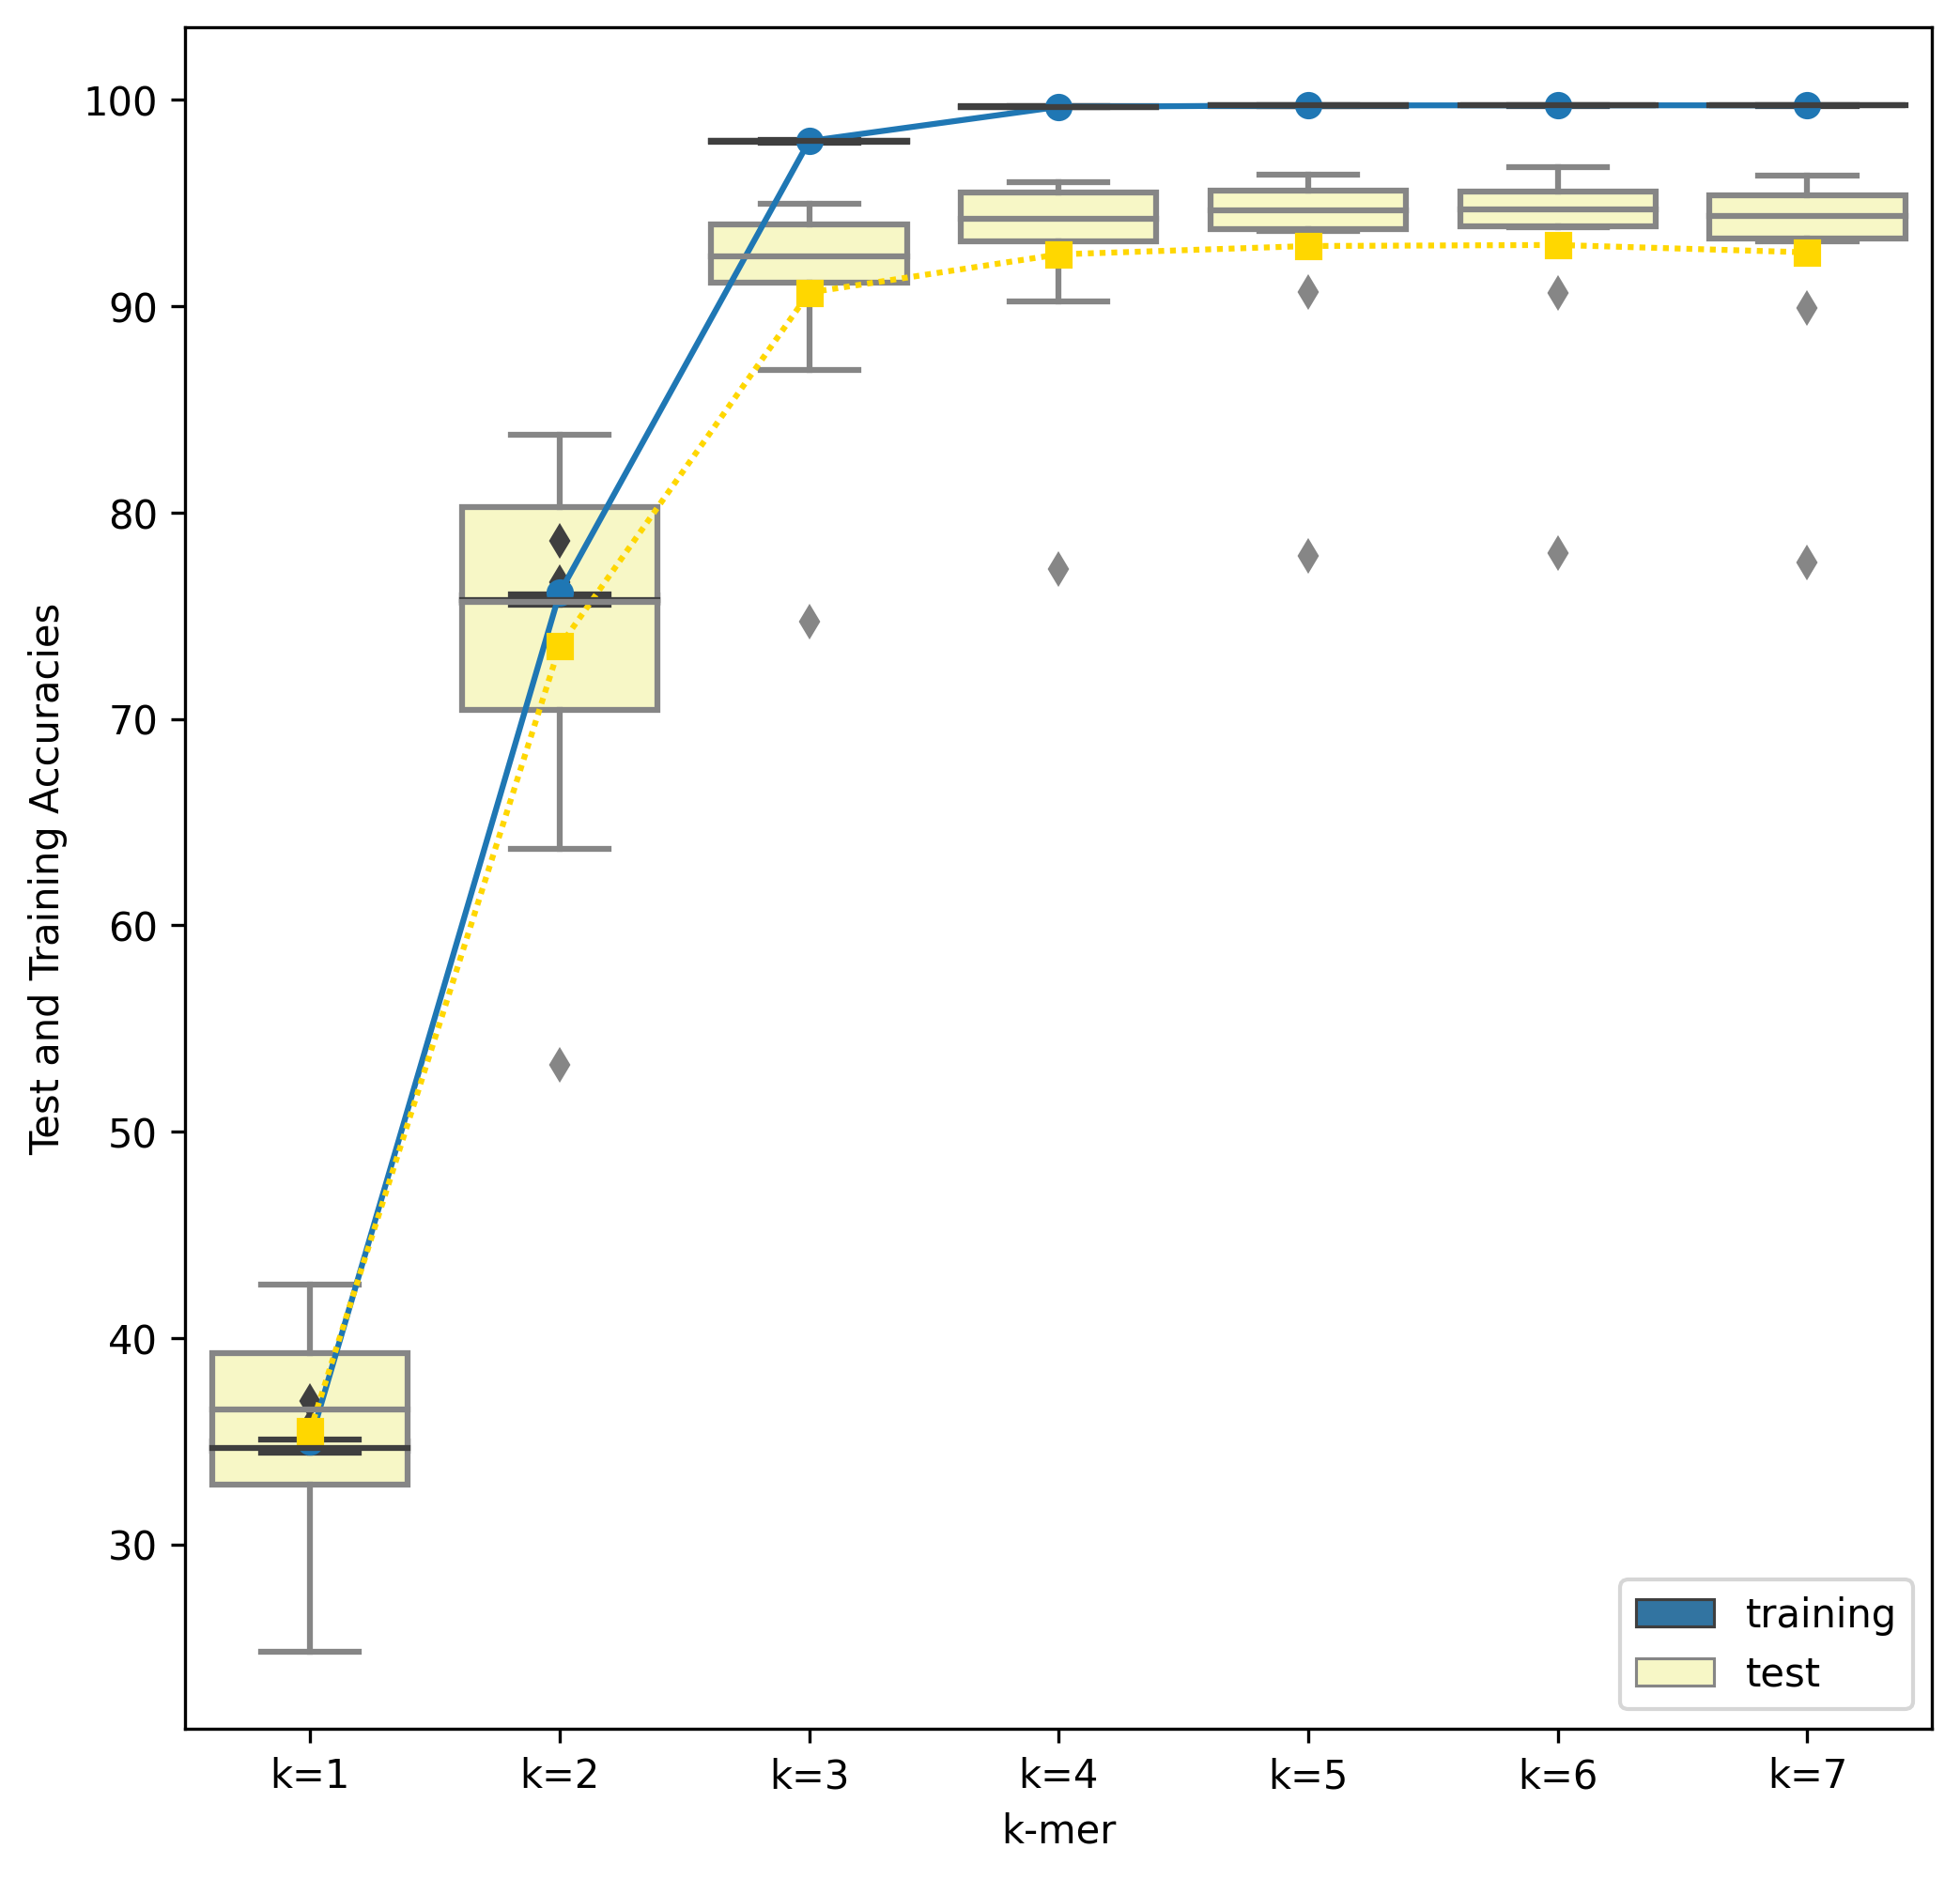 Test and Training Accuracies
100
90
80
70
60
50
40
30
k=1 k=2 k=3 k=4 k=5 k=6 k=7
k-mer
training
test